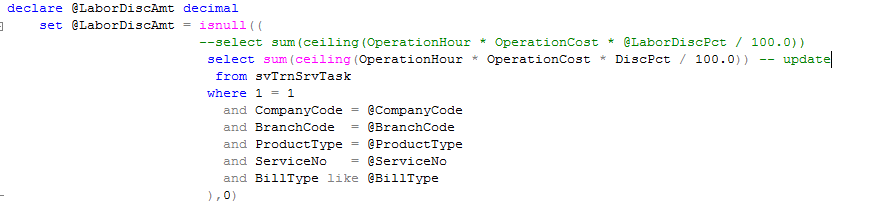 declare @LaborDiscAmt decimal
set @LaborDiscAmt = isnull((
--select sum(ceiling(OperationHour * OperationCost * @LaborDiscPct / 100.0))
select sum(ceiling(OperationHour * OperationCost * DiscPct / 100.0)) -- update
from svTrnSrvTask
where 1 = 1
and CompanyCode = @CompanyCode
and BranchCode = @BranchCode
and ProductType = @ProductType
and ServiceNo = @ServiceNo
and BillType like @BillType
),0)